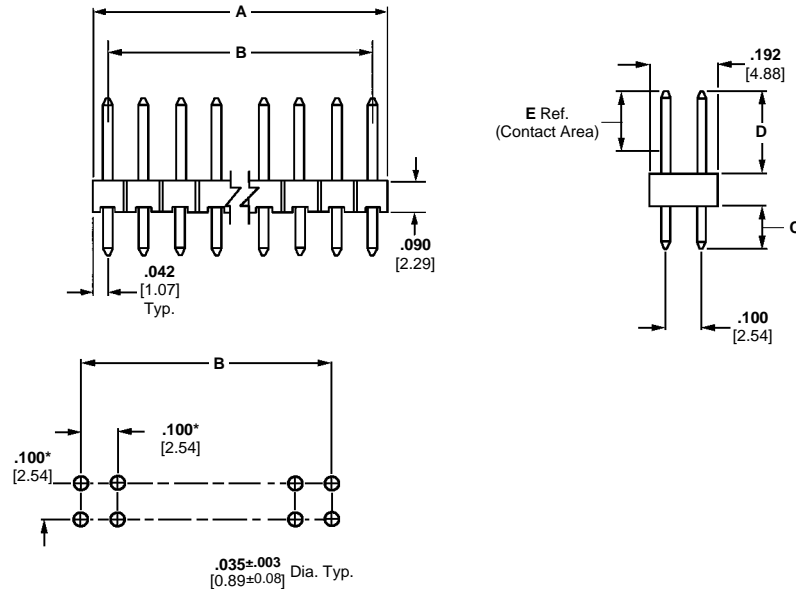 A
B
.192
[4.88]
E Ref.
(Contact Area)
D
C
.090
[2.29]
.042
[1.07]
Typ.
.100
[2.54]
B
.100*
[2.54]
.100*
[2.54]
.035±.003
[0.89±0.08] Dia. Typ.